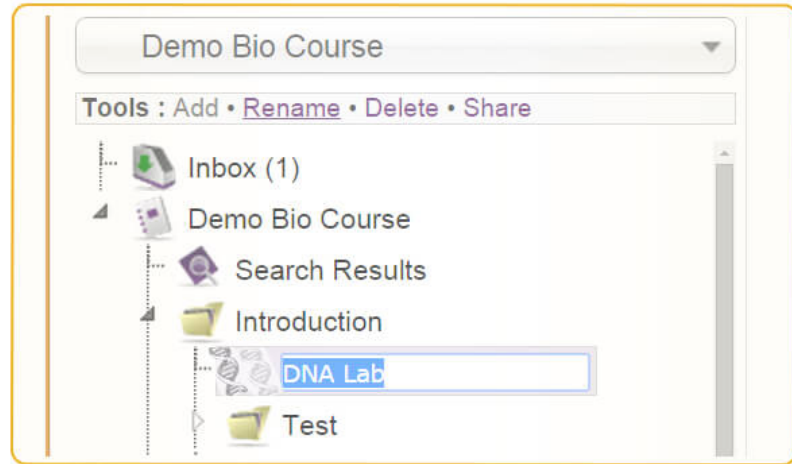 Demo Bio Course
Tools : Add • Rename • Delete • Share
Inbox (1)
Demo Bio Course
Search Results
Introduction
DNA Lab
Test